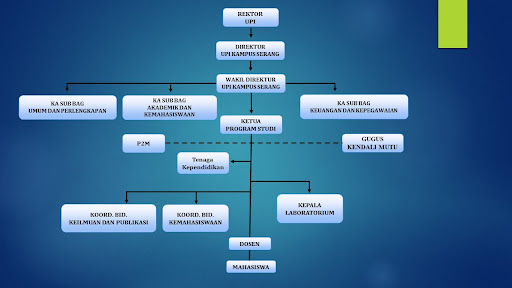 REKTOR
UPI
DIREKTUR
UPI KAMPUS SERANG
WAKIL DIREKTUR
UPI KAMPUS SERANG
KA SUB BAG
UMUM DAN PERLENGKAPAN
KA SUB BAG
AKADEMIK DAN
KEMAHASISWAAN
KA SUB BAG
KEUANGAN DAN KEPEGAWAIAN
KETUA
PROGRAM STUDI
P2M
GUGUS
KENDALI MUTU
Tenaga
Kependidikan
KOORD. BID.
KEILMUAN DAN PUBLIKASI
KOORD. BID.
KEMAHASISWAAN
KEPALA
LABORATORIUM
DOSEN
MAHASISWA